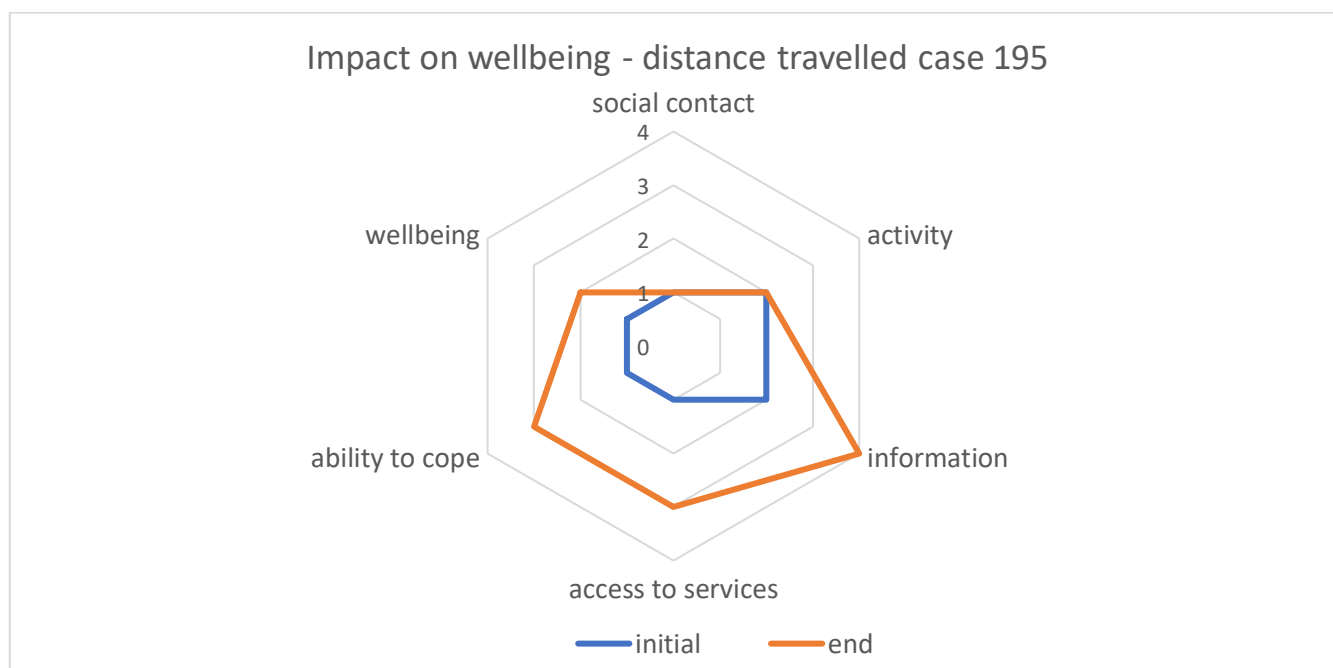 Impact on wellbeing - distance travelled case 195
social contact
4
3
2
1
0
wellbeing
activity
ability to cope
information
access to services
initial
end